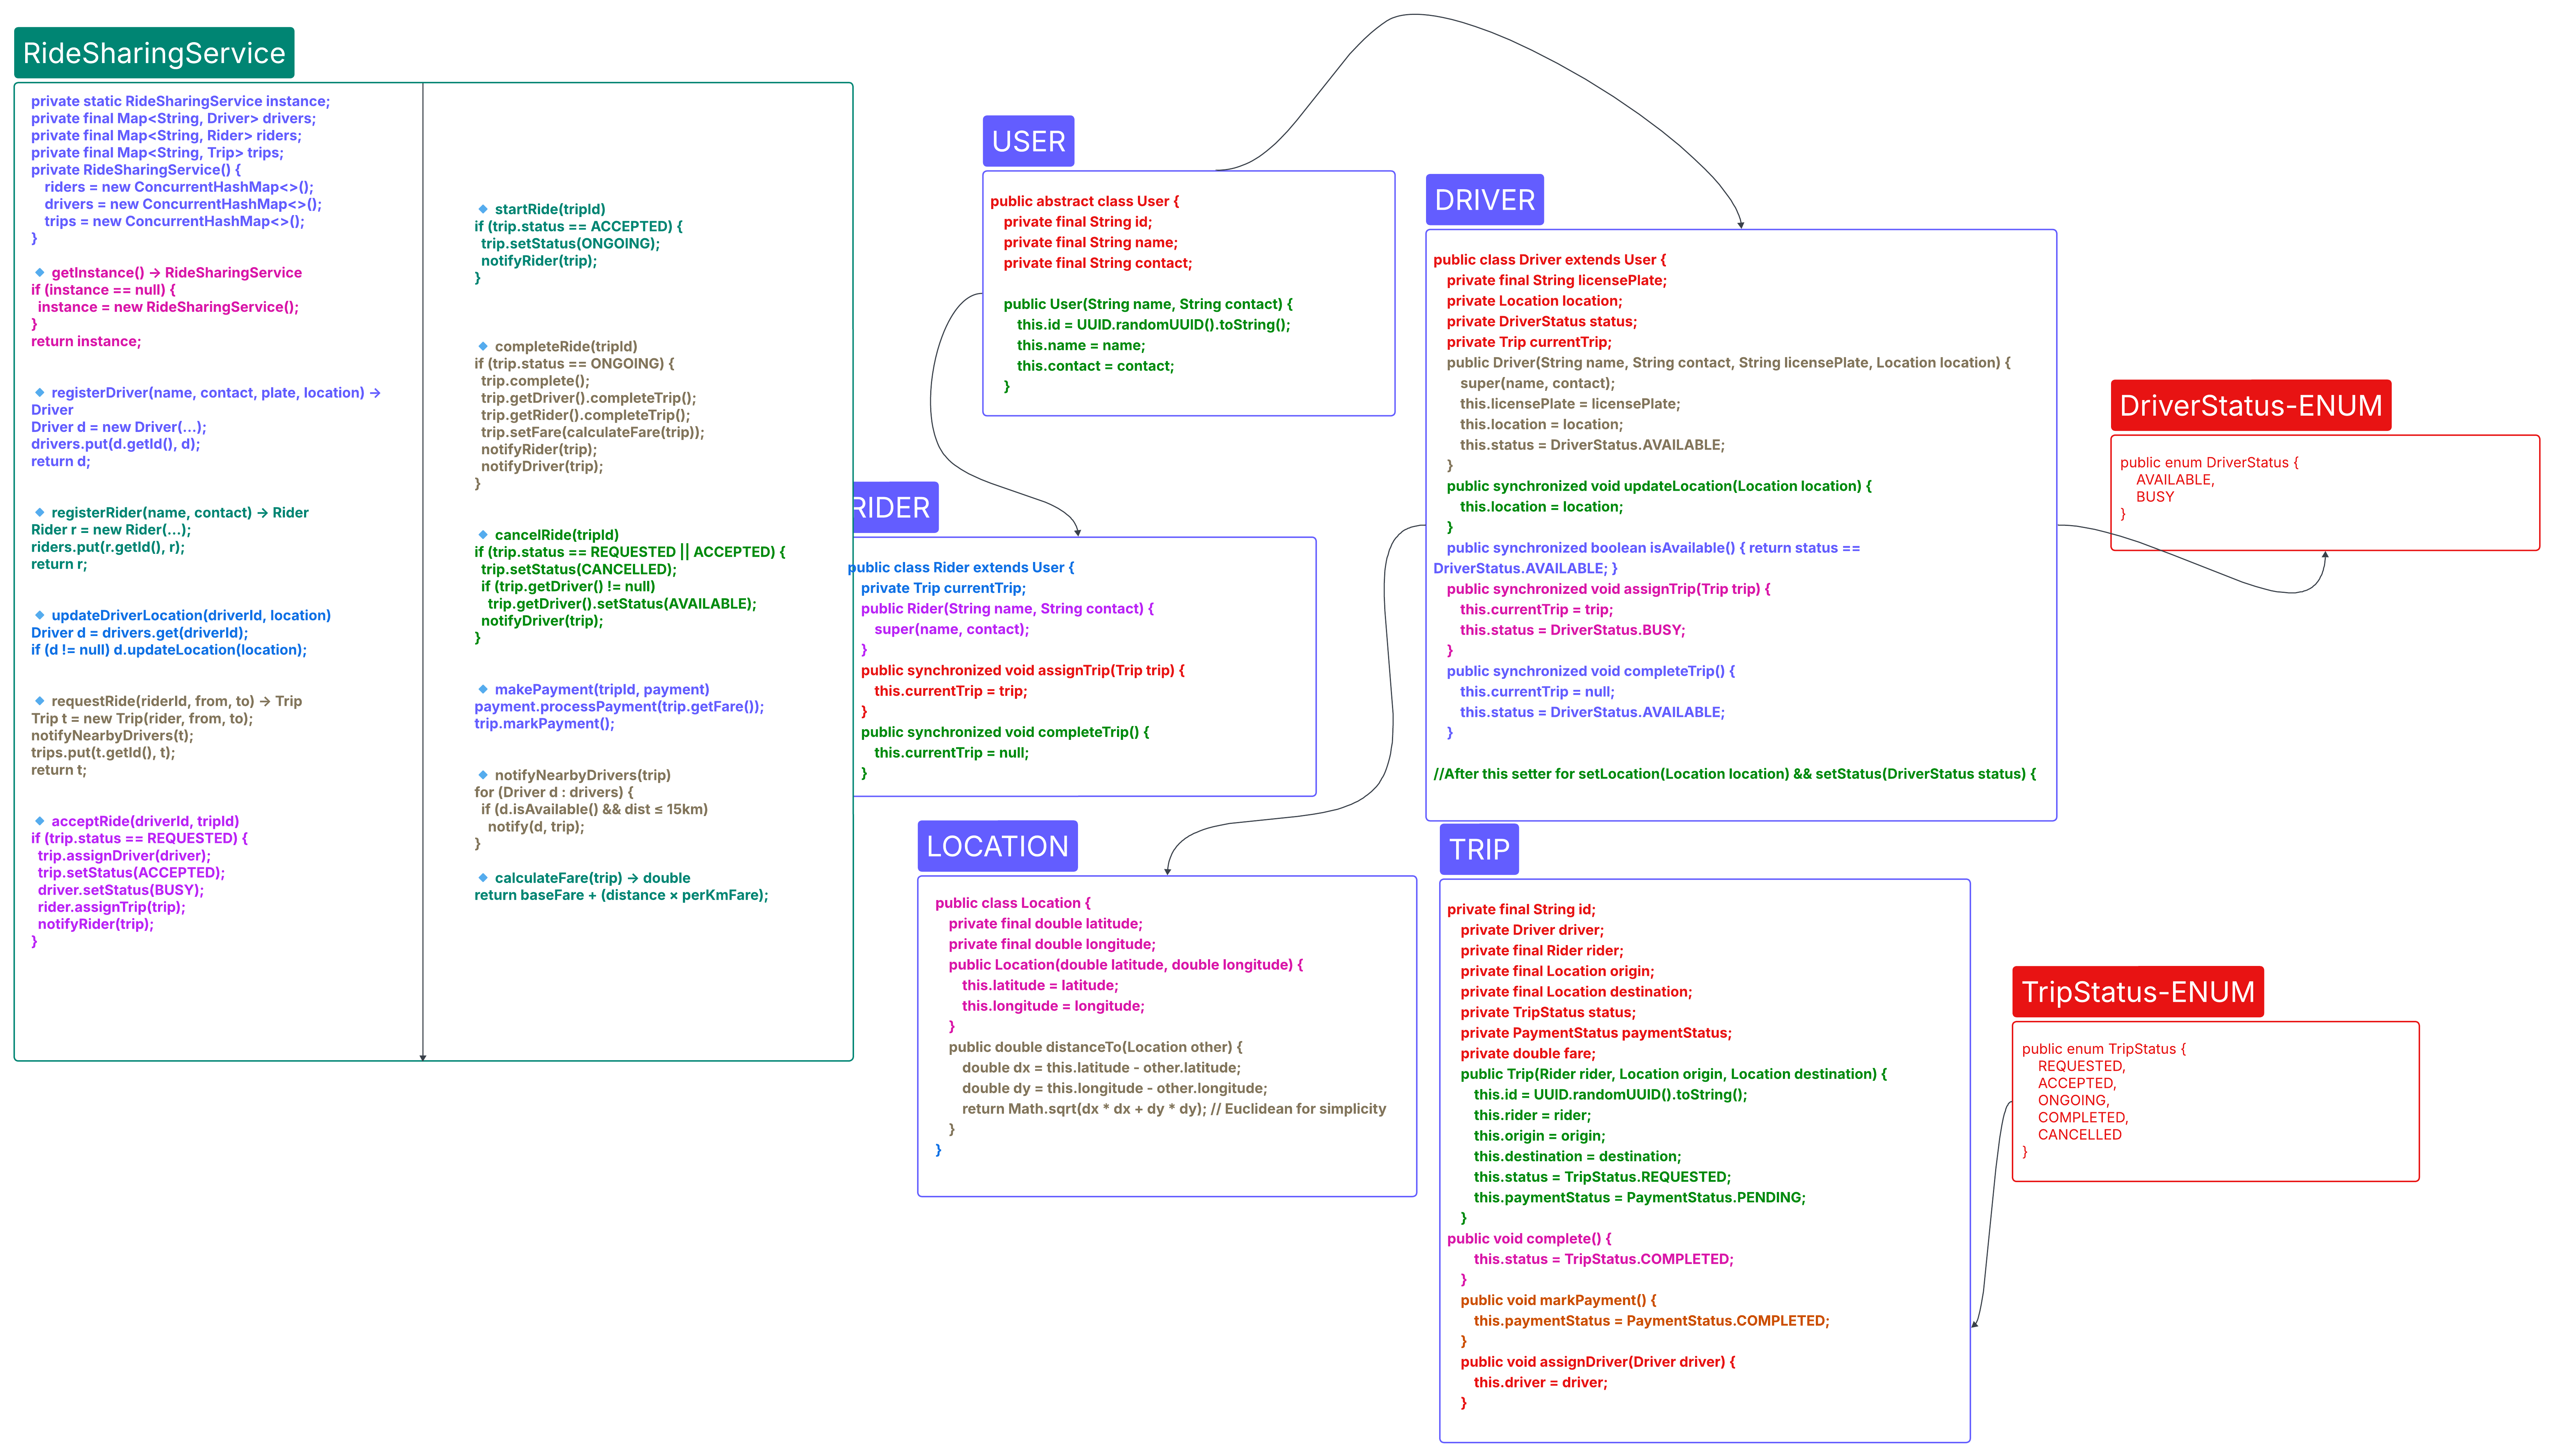 RideSharingService
private static RideSharingService instance;
private final Map<String, Driver> drivers;
private final Map<String, Rider> riders;
private final Map<String, Trip> trips;
private RideSharingService() {
riders = new ConcurrentHashMap<>();
drivers = new ConcurrentHashMap<>();
trips = new ConcurrentHashMap<>();
}
🔹 getInstance() → RideSharingService
if (instance == null) {
instance = new RideSharingService();
}
return instance;
🔹 registerDriver(name, contact, plate, location) →
Driver
Driver d = new Driver(...);
drivers.put(d.getId(), d);
return d;
🔹 registerRider(name, contact) → Rider
Rider r = new Rider(...);
riders.put(r.getId(), r);
return r;
🔹 updateDriverLocation(driverId, location)
Driver d = drivers.get(driverId);
if (d != null) d.updateLocation(location);
🔹 requestRide(riderId, from, to) → Trip
Trip t = new Trip(rider, from, to);
notifyNearbyDrivers(t);
trips.put(t.getId(), t);
return t;
🔹 acceptRide(driverId, tripId)
if (trip.status == REQUESTED) {
trip.assignDriver(driver);
trip.setStatus(ACCEPTED);
driver.setStatus(BUSY);
rider.assignTrip(trip);
notifyRider(trip);
}
🔹 startRide(tripId)
if (trip.status == ACCEPTED) {
trip.setStatus(ONGOING);
notifyRider(trip);
}
🔹 completeRide(tripId)
if (trip.status == ONGOING) {
trip.complete();
trip.getDriver().completeTrip();
trip.getRider().completeTrip();
trip.setFare(calculateFare(trip));
notifyRider(trip);
notifyDriver(trip);
}
🔹 cancelRide(tripId)
if (trip.status == REQUESTED || ACCEPTED) {
trip.setStatus(CANCELLED);
if (trip.getDriver() != null)
trip.getDriver().setStatus(AVAILABLE);
notifyDriver(trip);
}
🔹 makePayment(tripId, payment)
payment.processPayment(trip.getFare());
trip.markPayment();
🔹 notifyNearbyDrivers(trip)
for (Driver d : drivers) {
if (d.isAvailable() && dist ≤ 15km)
notify(d, trip);
}
🔹 calculateFare(trip) → double
return baseFare + (distance × perKmFare);
USER
public abstract class User {
private final String id;
private final String name;
private final String contact;
public User(String name, String contact) {
this.id = UUID.randomUUID().toString();
this.name = name;
this.contact = contact;
}
RIDER
public class Rider extends User {
private Trip currentTrip;
public Rider(String name, String contact) {
super(name, contact);
}
public synchronized void assignTrip(Trip trip) {
this.currentTrip = trip;
}
public synchronized void completeTrip() {
this.currentTrip = null;
}
LOCATION
public class Location {
private final double latitude;
private final double longitude;
public Location(double latitude, double longitude) {
this.latitude = latitude;
this.longitude = longitude;
}
public double distanceTo(Location other) {
double dx = this.latitude - other.latitude;
double dy = this.longitude - other.longitude;
return Math.sqrt(dx * dx + dy * dy); // Euclidean for simplicity
}
}
DRIVER
public class Driver extends User {
private final String licensePlate;
private Location location;
private DriverStatus status;
private Trip currentTrip;
public Driver(String name, String contact, String licensePlate, Location location) {
super(name, contact);
this.licensePlate = licensePlate;
this.location = location;
this.status = DriverStatus.AVAILABLE;
}
public synchronized void updateLocation(Location location) {
this.location = location;
}
public synchronized boolean isAvailable() { return status ==
DriverStatus.AVAILABLE; }
public synchronized void assignTrip(Trip trip) {
this.currentTrip = trip;
this.status = DriverStatus.BUSY;
}
public synchronized void completeTrip() {
this.currentTrip = null;
this.status = DriverStatus.AVAILABLE;
}
//After this setter for setLocation(Location location) && setStatus(DriverStatus status) {
TRIP
private final String id;
private Driver driver;
private final Rider rider;
private final Location origin;
private final Location destination;
private TripStatus status;
private PaymentStatus paymentStatus;
private double fare;
public Trip(Rider rider, Location origin, Location destination) {
this.id = UUID.randomUUID().toString();
this.rider = rider;
this.origin = origin;
this.destination = destination;
this.status = TripStatus.REQUESTED;
this.paymentStatus = PaymentStatus.PENDING;
}
public void complete() {
this.status = TripStatus.COMPLETED;
}
public void markPayment() {
this.paymentStatus = PaymentStatus.COMPLETED;
}
public void assignDriver(Driver driver) {
this.driver = driver;
}
DriverStatus-ENUM
public enum DriverStatus {
AVAILABLE,
BUSY
}
TripStatus-ENUM
public enum TripStatus {
REQUESTED,
ACCEPTED,
ONGOING,
COMPLETED,
CANCELLED
}